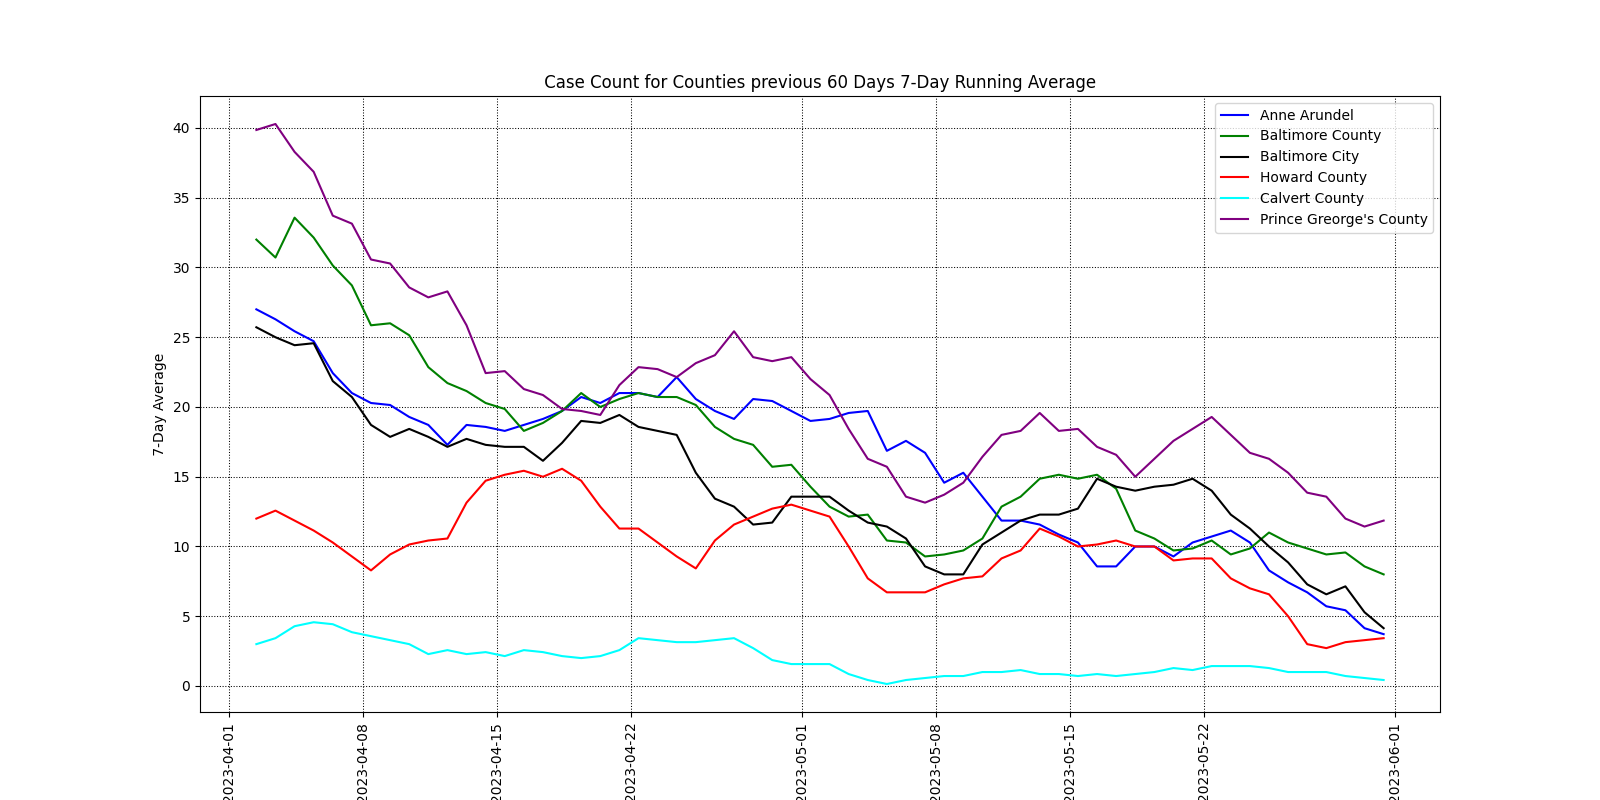 Case Count for Counties previous 60 Days 7-Day Running Average
Anne Arundel
Baltimore County
Baltimore City
Howard County
Calvert County
Prince Greorge's County
7-Day Average
40
35
30
25
20
15
10
5
0
2023-04-01
2023-04-08
2023-04-15
2023-04-22
2023-05-01
2023-05-08
2023-05-15
2023-05-22
2023-06-01